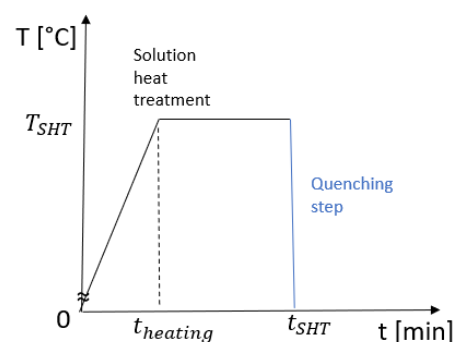 T [°C]
Solution
heat
treatment
T_SHT
Quenching
step
≈
0
t_heating
t_SHT
t [min]